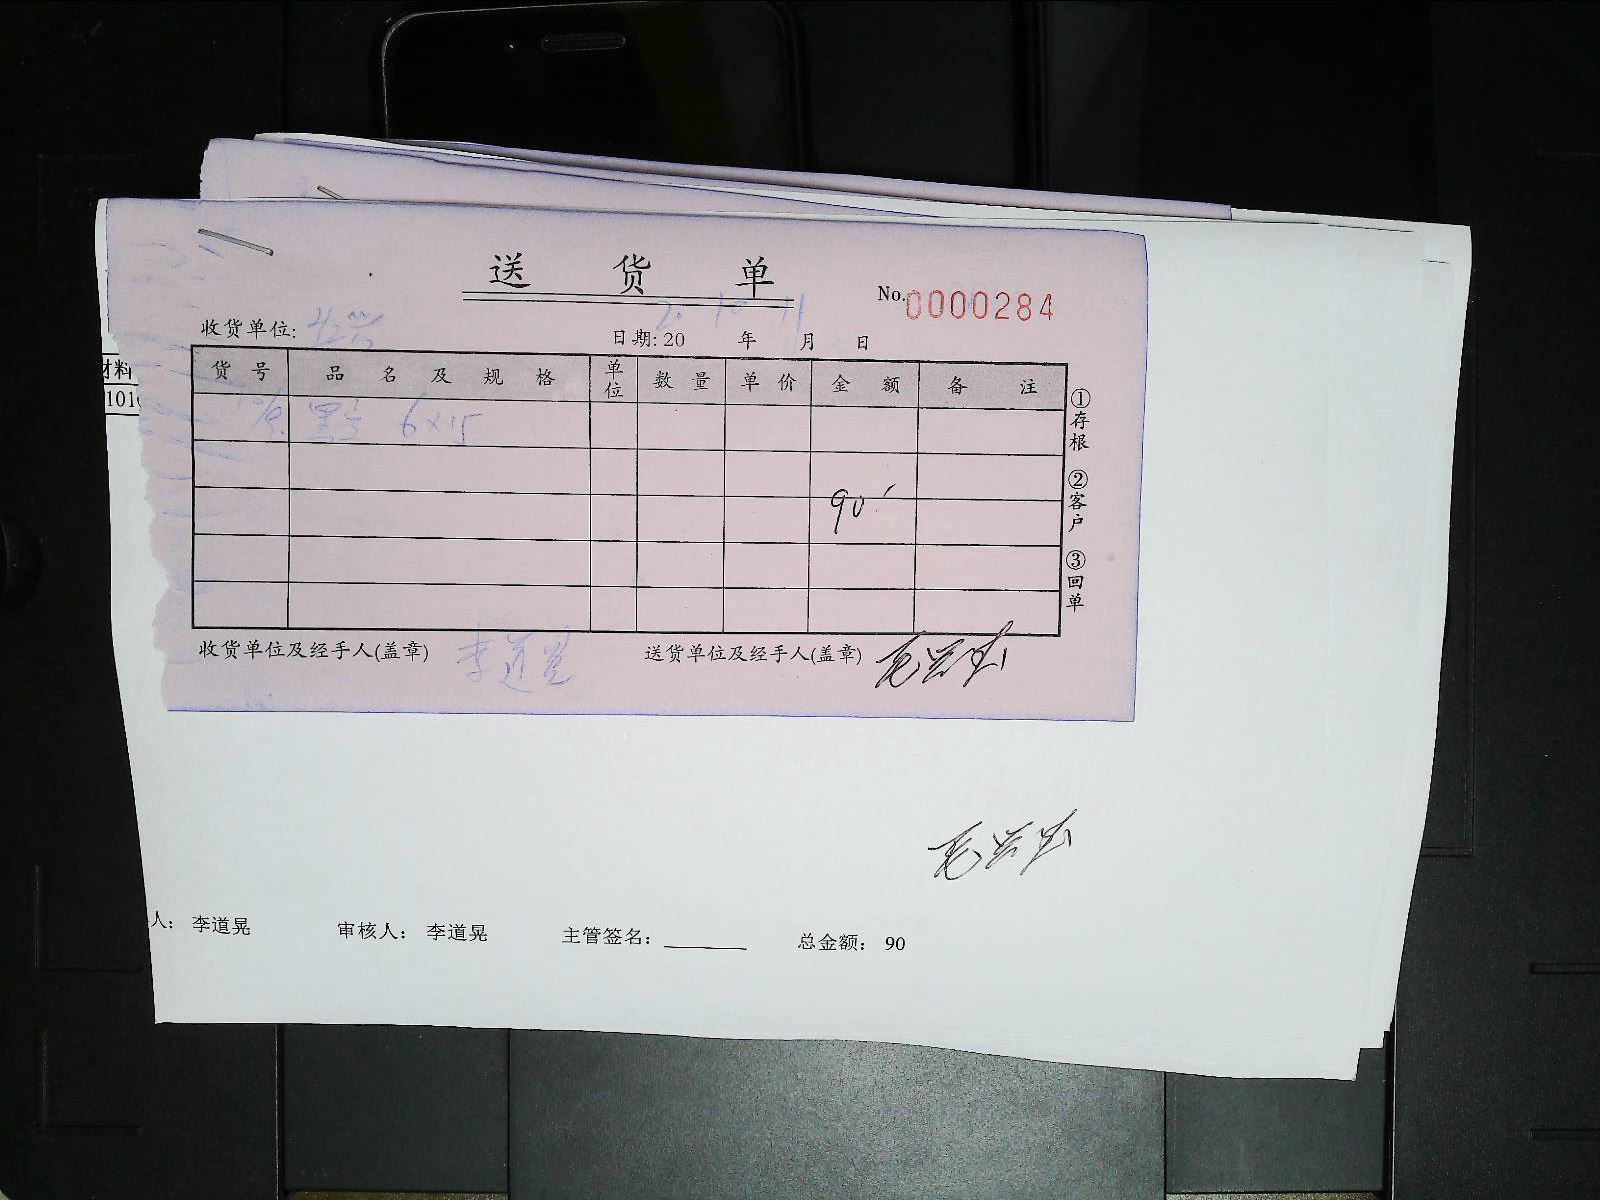 送货单
No.0000284
收货单位:
日期: 20 年 月 日
2. 10 11
货号 品名及规格 单位 数量 单价 金额 备注
6×15
90
①存根 ②客户 ③回单
收货单位及经手人(盖章) 李道晃 送货单位及经手人(盖章)
材料
101
人: 李道晃 审核人: 李道晃 主管签名: 总金额: 90